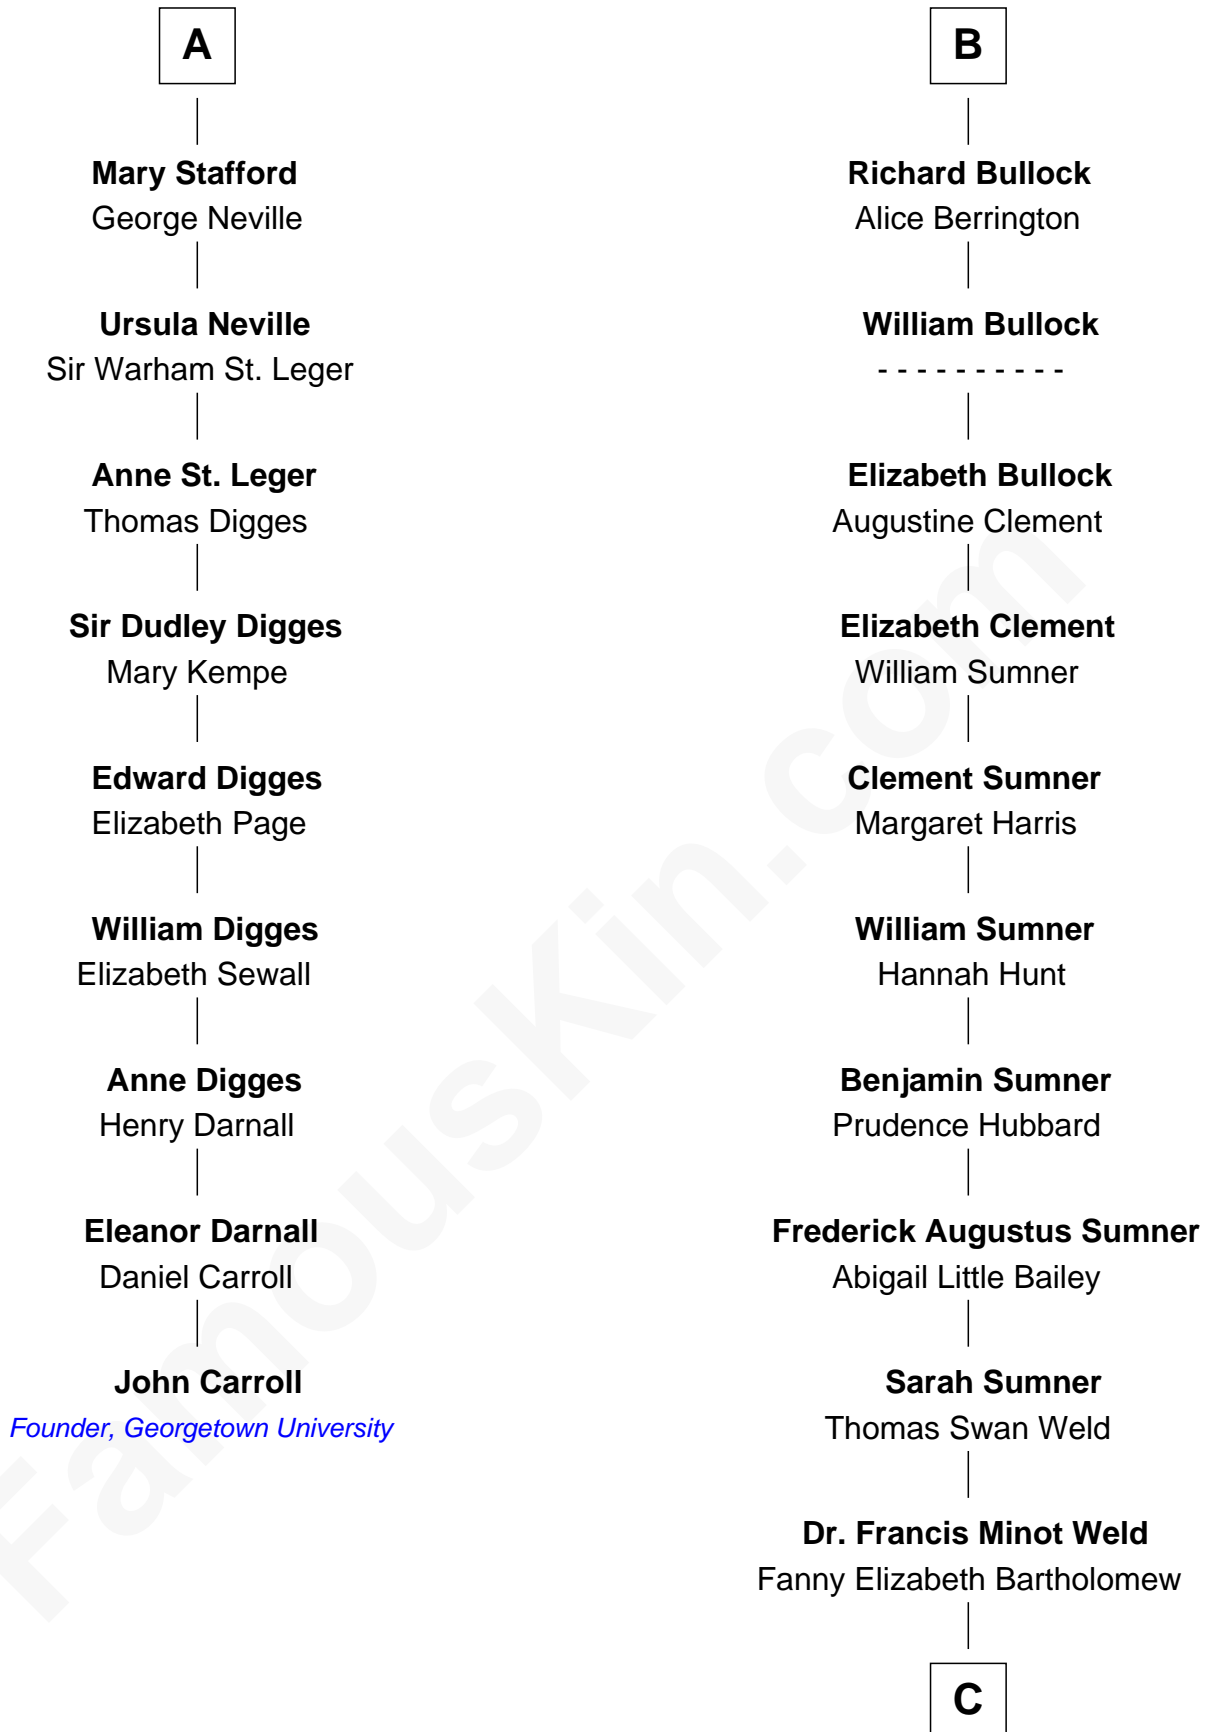 A
Mary Stafford
George Neville
Ursula Neville
Sir Warham St. Leger
Anne St. Leger
Thomas Digges
Sir Dudley Digges
Mary Kempe
Edward Digges
Elizabeth Page
William Digges
Elizabeth Sewall
Anne Digges
Henry Darnall
Eleanor Darnall
Daniel Carroll
John Carroll
Founder, Georgetown University
B
Richard Bullock
Alice Berrington
William Bullock
- - - - - - - - - -
Elizabeth Bullock
Augustine Clement
Elizabeth Clement
William Sumner
Clement Sumner
Margaret Harris
William Sumner
Hannah Hunt
Benjamin Sumner
Prudence Hubbard
Frederick Augustus Sumner
Abigail Little Bailey
Sarah Sumner
Thomas Swan Weld
Dr. Francis Minot Weld
Fanny Elizabeth Bartholomew
C
FamousKin.com